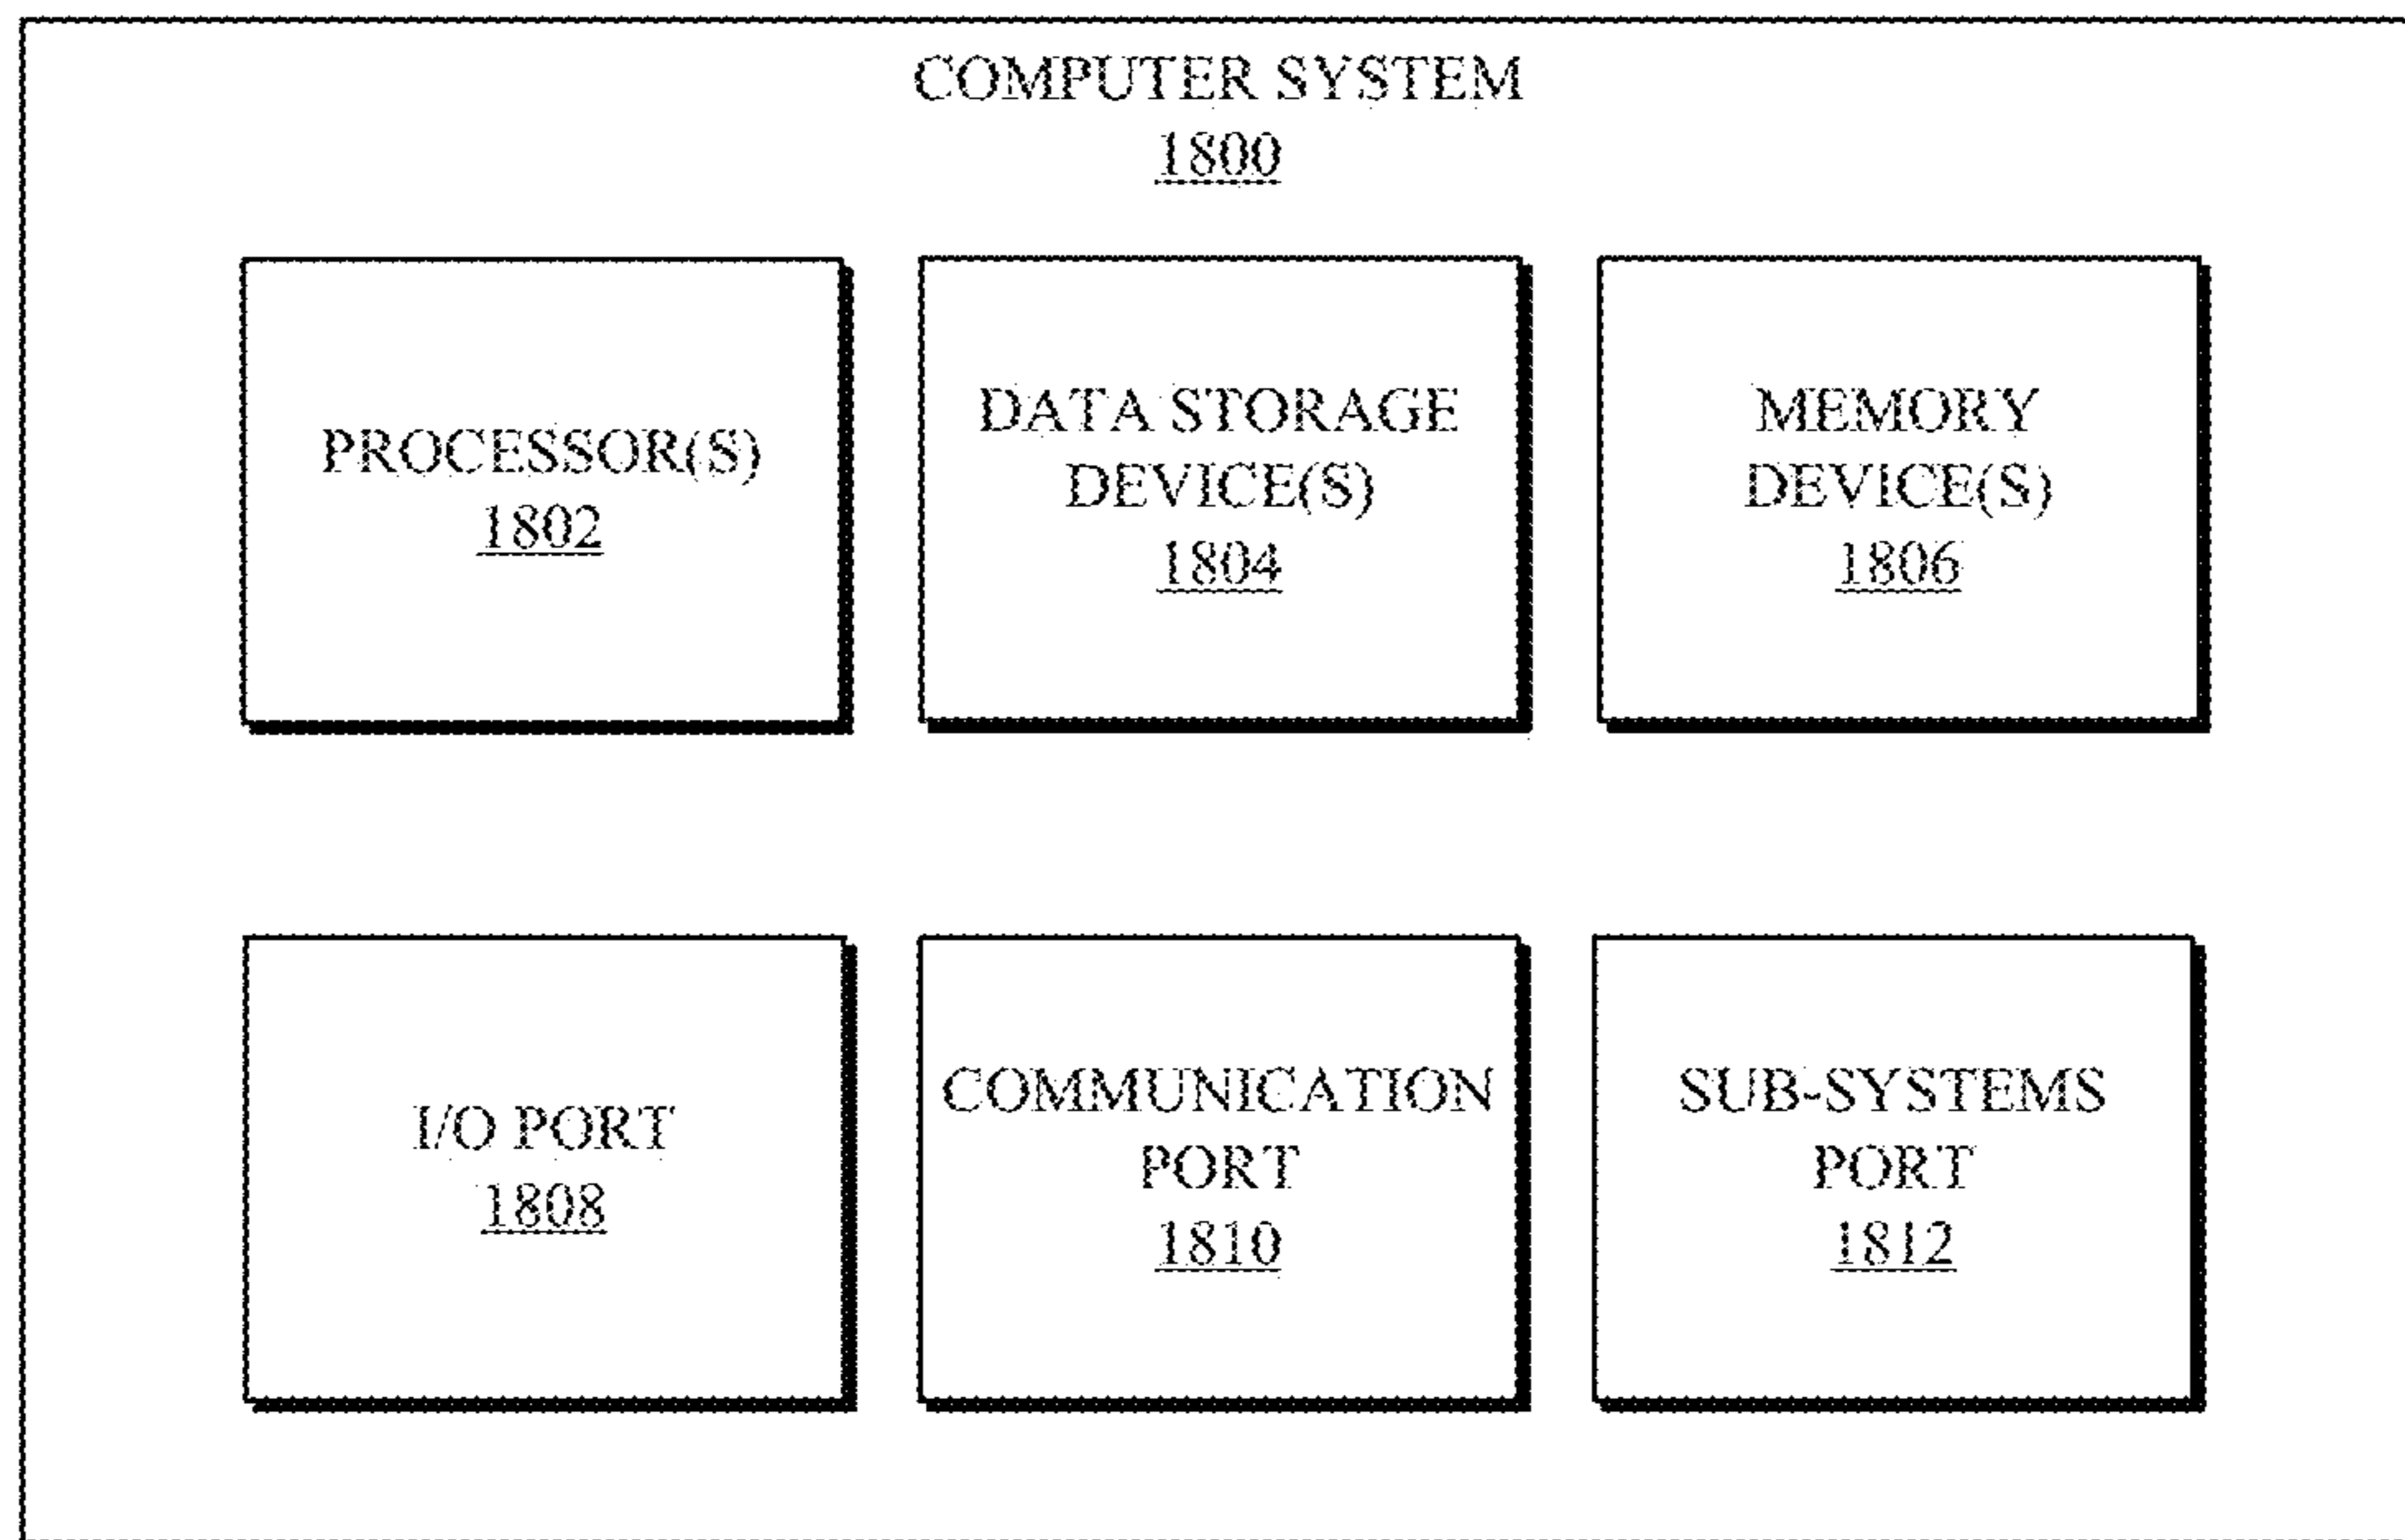 COMPUTER SYSTEM
1800
PROCESSOR(S)
1802
DATA STORAGE
DEVICE(S)
1804
MEMORY
DEVICE(S)
1806
I/O PORT
1808
COMMUNICATION
PORT
1810
SUB-SYSTEMS
PORT
1812